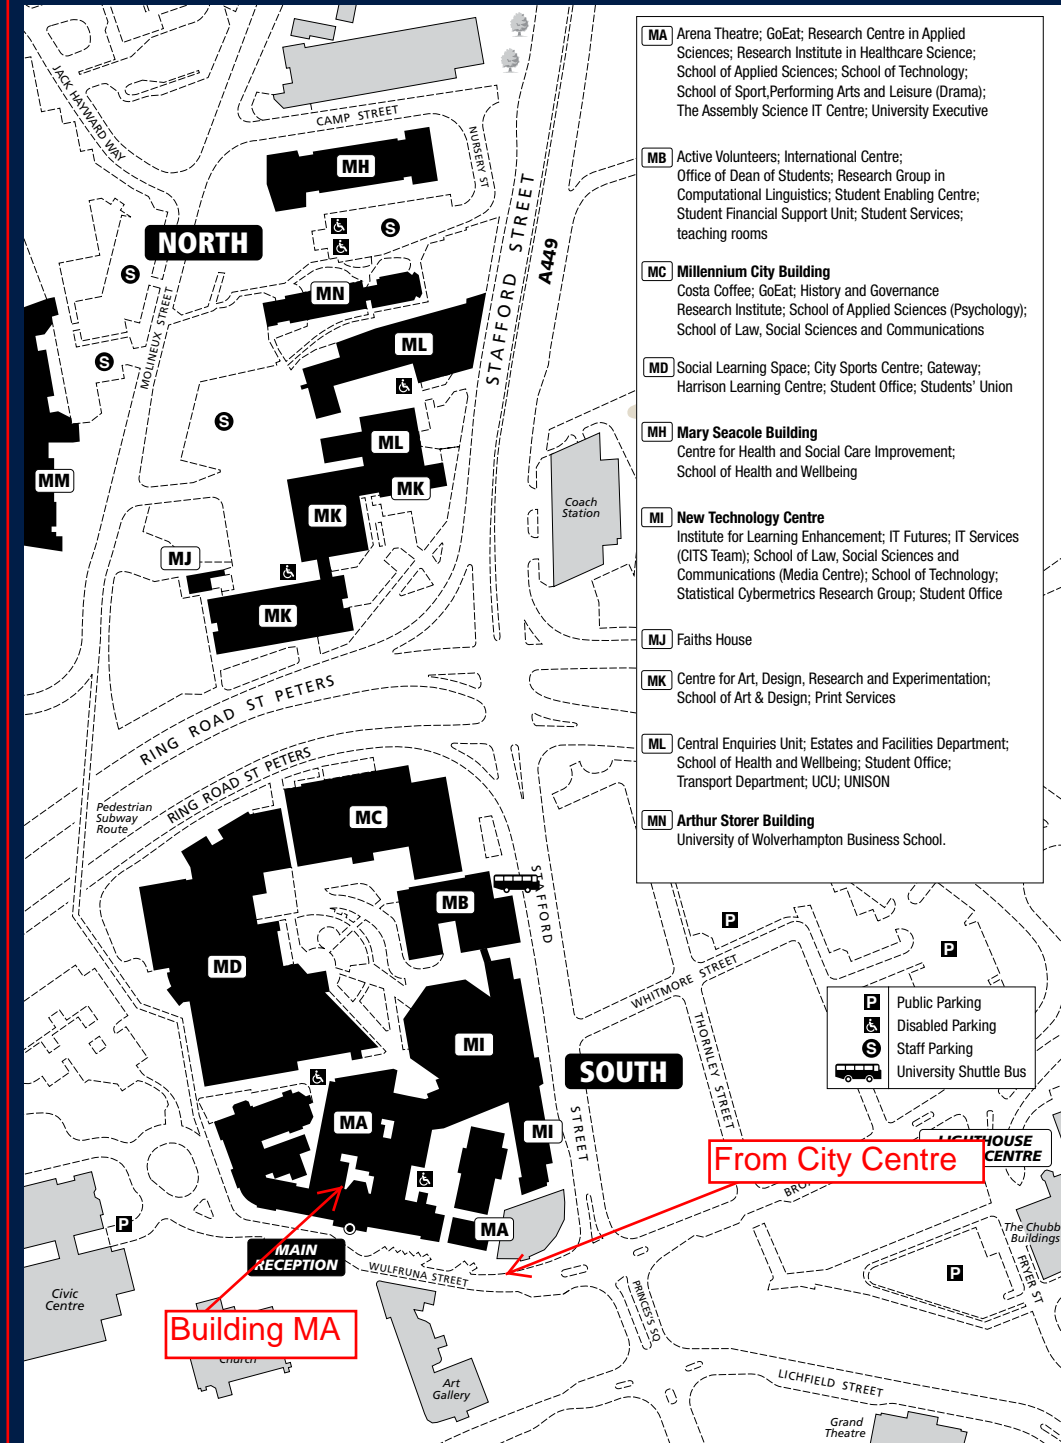 JACK HAYWARD WAY
CAMP STREET
NURSERY ST
MH
NORTH
S
S
STAFFORD STREET
A449
MN
MOLINEUX STREET
ML
S
S
ML
MM
MK
MK
Coach
Station
MJ
MK
RING ROAD ST PETERS
RING ROAD ST PETERS
Pedestrian
Subway
Route
MC
MB
STAFFORD
STREET
MD
MI
SOUTH
MA
MI
MA
WHITMORE STREET
THORNLEY STREET
P
P
P
P
MAIN
RECEPTION
WULFRUNA STREET
Civic
Centre
Church
Art
Gallery
PRINCES'S SQ
LICHFIELD STREET
Grand
Theatre
FRYER ST
The Chubb
Buildings
LIGHTHOUSE
CENTRE
From City Centre
Building MA
MA Arena Theatre; GoEat; Research Centre in Applied
Sciences; Research Institute in Healthcare Science;
School of Applied Sciences; School of Technology;
School of Sport,Performing Arts and Leisure (Drama);
The Assembly Science IT Centre; University Executive
MB Active Volunteers; International Centre;
Office of Dean of Students; Research Group in
Computational Linguistics; Student Enabling Centre;
Student Financial Support Unit; Student Services;
teaching rooms
MC Millennium City Building
Costa Coffee; GoEat; History and Governance
Research Institute; School of Applied Sciences (Psychology);
School of Law, Social Sciences and Communications
MD Social Learning Space; City Sports Centre; Gateway;
Harrison Learning Centre; Student Office; Students' Union
MH Mary Seacole Building
Centre for Health and Social Care Improvement;
School of Health and Wellbeing
MI New Technology Centre
Institute for Learning Enhancement; IT Futures; IT Services
(CITS Team); School of Law, Social Sciences and
Communications (Media Centre); School of Technology;
Statistical Cybermetrics Research Group; Student Office
MJ Faiths House
MK Centre for Art, Design, Research and Experimentation;
School of Art & Design; Print Services
ML Central Enquiries Unit; Estates and Facilities Department;
School of Health and Wellbeing; Student Office;
Transport Department; UCU; UNISON
MN Arthur Storer Building
University of Wolverhampton Business School.
P Public Parking
Disabled Parking
S Staff Parking
University Shuttle Bus